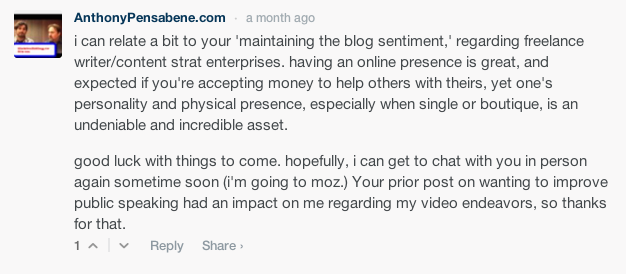 AnthonyPensabene.com · a month ago
i can relate a bit to your 'maintaining the blog sentiment,' regarding freelance
writer/content strat enterprises. having an online presence is great, and
expected if you're accepting money to help others with theirs, yet one's
personality and physical presence, especially when single or boutique, is an
undeniable and incredible asset.
good luck with things to come. hopefully, i can get to chat with you in person
again sometime soon (i'm going to moz.) Your prior post on wanting to improve
public speaking had an impact on me regarding my video endeavors, so thanks
for that.
1 Reply Share ›